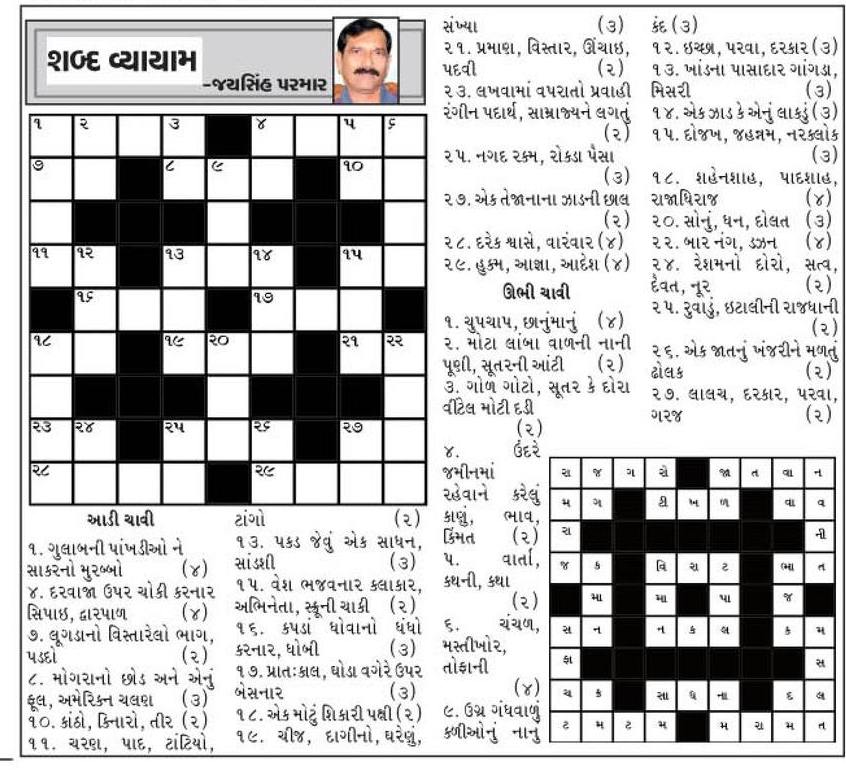 શબ્દ વ્યાયામ
-જયસિંહ પરમાર
૧ ૨ ૩ ૪ ૫ ૬
૭ ૮ ૯ ૧૦
૧૧ ૧૨ ૧૩ ૧૪ ૧૫
૧૬ ૧૭
૧૮ ૧૯ ૨૦ ૨૧ ૨૨
૨૩ ૨૪ ૨૫ ૨૬ ૨૭
૨૮ ૨૯
આડી ચાવી
૧. ગુલાબની પાંખડીઓ ને
સાકરનો મુરબ્બો (૪)
૪. દરવાજા ઉપર ચોકી કરનાર
સિપાઇ, દ્વારપાળ (૪)
૭. લૂગડાનો વિસ્તારેલો ભાગ,
પડદો (૨)
૮. મોગરાનો છોડ અને એનું
ફૂલ, અમેરિકન ચલણ (૩)
૧૦. કાંઠો, કિનારો, તીર (૨)
૧૧. ચરણ, પાદ, ટાંટિયો,
ટાંગો (૨)
૧૩. પકડ જેવું એક સાધન,
સાંડશી (૩)
૧૫. વેશ ભજવનાર કલાકાર,
અભિનેતા, સ્ક્રૂની ચાકી (૨)
૧૬. કપડાં ધોવાનો ધંધો
કરનાર, ધોબી (૩)
૧૭. પ્રાતઃકાલ, ઘોડા વગેરે ઉપર
બેસનાર (૩)
૧૮. એક મોટું શિકારી પક્ષી (૨)
૧૯. ચીજ, દાગીનો, ઘરેણું,
સંખ્યા (૩)
૨૧. પ્રમાણ, વિસ્તાર, ઊંચાઇ,
પદવી (૨)
૨૩. લખવામાં વપરાતો પ્રવાહી
રંગીન પદાર્થ, સામ્રાજ્યને લગતું
(૨)
૨૫. નગદ રકમ, રોકડા પૈસા
(૩)
૨૭. એક તેજાનાના ઝાડની છાલ
(૨)
૨૮. દરેક શ્વાસે, વારંવાર (૪)
૨૯. હુકમ, આજ્ઞા, આદેશ (૪)
ઊભી ચાવી
૧. ચુપચાપ, છાનુંમાનું (૪)
૨. મોટા લાંબા વાળની નાની
પૂણી, સૂતરની આંટી (૨)
૩. ગોળ ગોટો, સૂતર કે દોરા
વીંટેલ મોટી દડી
(૨)
૪. ઉંદરે
જમીનમાં
રહેવાને કરેલું
કાણું, ભાવ,
કિંમત (૨)
૫. વાર્તા,
કથની, કથા
(૨)
૬. ચંચળ,
મસ્તીખોર,
તોફાની
(૪)
૯. ઉગ્ર ગંધવાળું
કળીઓનું નાનું
કંદ (૩)
૧૨. ઇચ્છા, પરવા, દરકાર (૩)
૧૩. ખાંડના પાસાદાર ગાંગડા,
મિસરી (૩)
૧૪. એક ઝાડ કે એનું લાકડું (૩)
૧૫. દોજખ, જહન્નમ, નરકલોક
(૩)
૧૮. શહેનશાહ, પાદશાહ,
રાજાધિરાજ (૪)
૨૦. સોનું, ધન, દોલત (૩)
૨૨. બાર નંગ, ડઝન (૪)
૨૪. રેશમનો દોરો, સત્વ,
દૈવત, નૂર (૨)
૨૫. રુવાડું, ઇટાલીની રાજધાની
(૨)
૨૬. એક જાતનું ખંજરીને મળતું
ઢોલક (૨)
૨૭. લાલચ, દરકાર, પરવા,
ગરજ (૨)
રા જ ગ રો જા ત વા ન
મ ગ ટી ખ ળ વા વ
રા ની
જ ક વિ રા ટ ભા ત
મા મા પા જ
સ ન ન ક લ ક મ
ફા સ
ચ ક સા ધ ના દ લ
ટ મ ટ મ મ રા મ ત